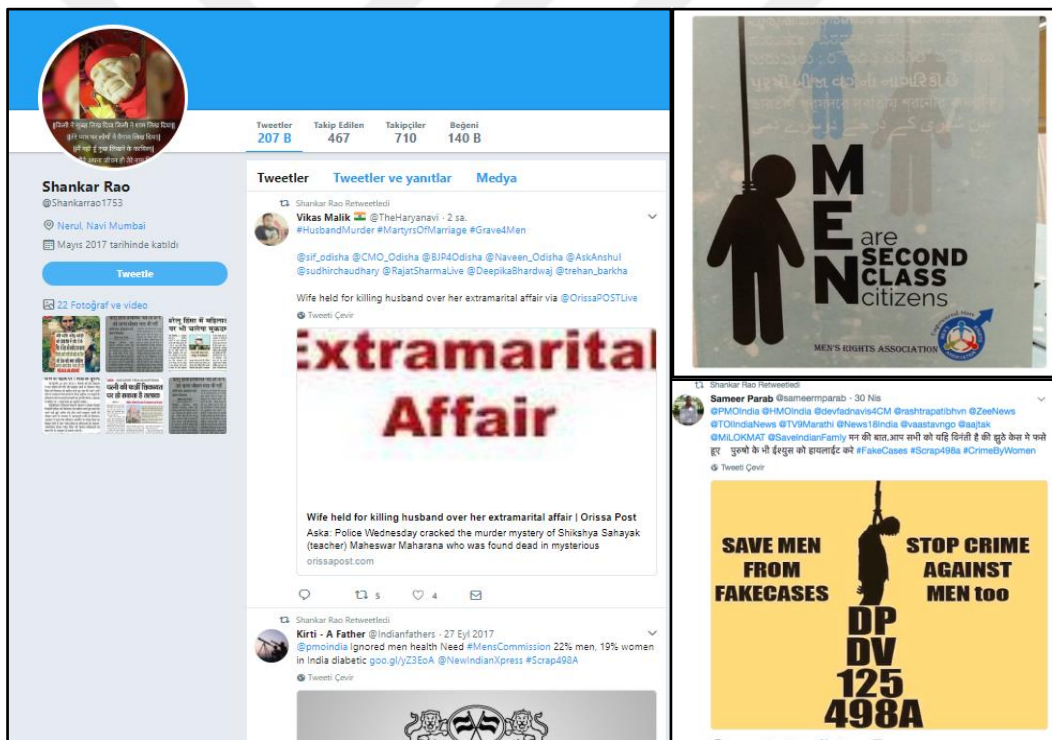 Tweetler Takip Edilen Takipçiler Beğeni
207 B 467 710 140 B
Shankar Rao
@Shankarrao1753
Nerul, Navi Mumbai
Mayıs 2017 tarihinde katıldı
Tweetle
22 Fotoğraf ve video
Tweetler Tweetler ve yanıtlar Medya
Shankar Rao Retweetledi
Vikas Malik @TheHaryanavi · 2 sa.
#HusbandMurder #MartyrsOfMarriage #Grave4Men
@sif_odisha @CMO_Odisha @BJP4Odisha @Naveen_Odisha @AskAnshul
@sudhirchaudhary @RajatSharmaLive @DeepikaBhardwaj @trehan_barkha
Wife held for killing husband over her extramarital affair via @OrissaPOSTLive
Tweeti Çevir
Extramarital
Affair
Wife held for killing husband over her extramarital affair | Orissa Post
Aska: Police Wednesday cracked the murder mystery of Shikshya Sahayak
(teacher) Maheswar Maharana who was found dead in mysterious
orissapost.com
5 4
Shankar Rao Retweetledi
Kirti - A Father @Indianfathers · 27 Eyl 2017
@pmoindia Ignored men health Need #MensCommission 22% men, 19% women
in India diabetic goo.gl/yZ3EoA @NewIndianXpress #Scrap498A
Tweeti Çevir
MEN
are
SECOND
CLASS
citizens
MEN'S RIGHTS ASSOCIATION
Shankar Rao Retweetledi
Sameer Parab @sameermparab · 30 Nis
@PMOIndia @HMOIndia @devfadnavis4CM @rashtrapatibhvn @ZeeNews
@TOIIndiaNews @TV9Marathi @News18India @vaastavngo @aajtak
@MiLOKMAT @SaveIndianFamly मन की बात.आप सभी को यहि विनंती है की झुठे केस मे फसे
हूए पुरुषो के भी ईश्युस को हायलाईट करे #FakeCases #Scrap498a #CrimeByWomen
Tweeti Çevir
SAVE MEN
FROM
FAKECASES
STOP CRIME
AGAINST
MEN too
DP
DV
125
498A